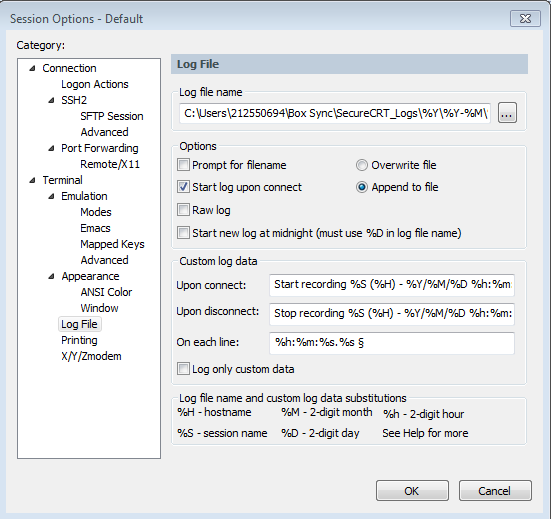 Session Options - Default
Category:
Connection
Logon Actions
SSH2
SFTP Session
Advanced
Port Forwarding
Remote/X11
Terminal
Emulation
Modes
Emacs
Mapped Keys
Advanced
Appearance
ANSI Color
Window
Log File
Printing
X/Y/Zmodem
Log File
Log file name
C:\Users\212550694\Box Sync\SecureCRT_Logs\%Y\%Y-%M\
...
Options
Prompt for filename
Overwrite file
Start log upon connect
Append to file
Raw log
Start new log at midnight (must use %D in log file name)
Custom log data
Upon connect: Start recording %S (%H) - %Y/%M/%D %h:%m:
Upon disconnect: Stop recording %S (%H) - %Y/%M/%D %h:%m:
On each line: %h:%m:%s.%s §
Log only custom data
Log file name and custom log data substitutions
%H - hostname %M - 2-digit month %h - 2-digit hour
%S - session name %D - 2-digit day See Help for more
OK Cancel